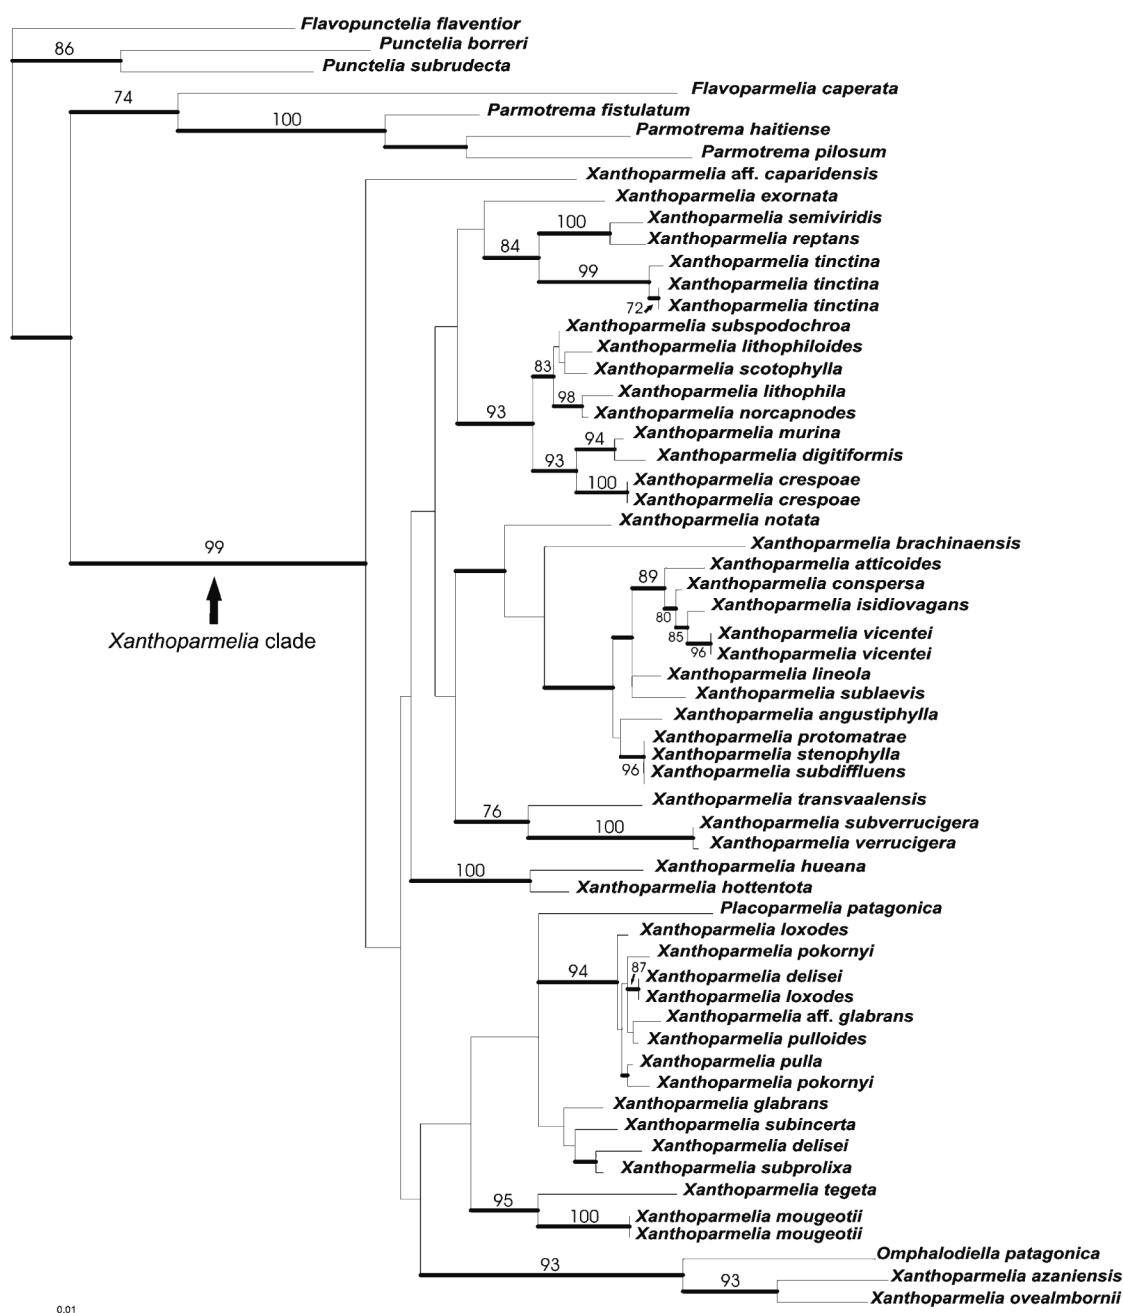 Flavopunctelia flaventior
86
Punctelia borreri
Punctelia subrudecta
74
Flavoparmelia caperata
Parmotrema fistulatum
100
Parmotrema haitiense
Parmotrema pilosum
Xanthoparmelia aff. caparidensis
Xanthoparmelia exornata
100
Xanthoparmelia semiviridis
84
Xanthoparmelia reptans
Xanthoparmelia tinctina
99
Xanthoparmelia tinctina
72
Xanthoparmelia tinctina
Xanthoparmelia subspodochroa
Xanthoparmelia lithophiloides
83
Xanthoparmelia scotophylla
98
Xanthoparmelia lithophila
93
Xanthoparmelia norcapnodes
94
Xanthoparmelia murina
93
Xanthoparmelia digitiformis
100
Xanthoparmelia crespoae
Xanthoparmelia crespoae
Xanthoparmelia notata
99
Xanthoparmelia brachinaensis
Xanthoparmelia atticoides
89
Xanthoparmelia conspersa
80
Xanthoparmelia isidiovagans
85
Xanthoparmelia clade
Xanthoparmelia vicentei
96
Xanthoparmelia vicentei
Xanthoparmelia lineola
Xanthoparmelia sublaevis
Xanthoparmelia angustiphylla
Xanthoparmelia protomatrae
Xanthoparmelia stenophylla
96
Xanthoparmelia subdiffluens
Xanthoparmelia transvaalensis
76
Xanthoparmelia subverrucigera
100
Xanthoparmelia verrucigera
100
Xanthoparmelia hueana
Xanthoparmelia hottentota
Placoparmelia patagonica
Xanthoparmelia loxodes
Xanthoparmelia pokornyi
94
87
Xanthoparmelia delisei
Xanthoparmelia loxodes
Xanthoparmelia aff. glabrans
Xanthoparmelia pulloides
Xanthoparmelia pulla
Xanthoparmelia pokornyi
Xanthoparmelia glabrans
Xanthoparmelia subincerta
Xanthoparmelia delisei
Xanthoparmelia subprolixa
95
Xanthoparmelia tegeta
100
Xanthoparmelia mougeotii
Xanthoparmelia mougeotii
Omphalodiella patagonica
93
93
Xanthoparmelia azaniensis
Xanthoparmelia ovealmbornii
0.01